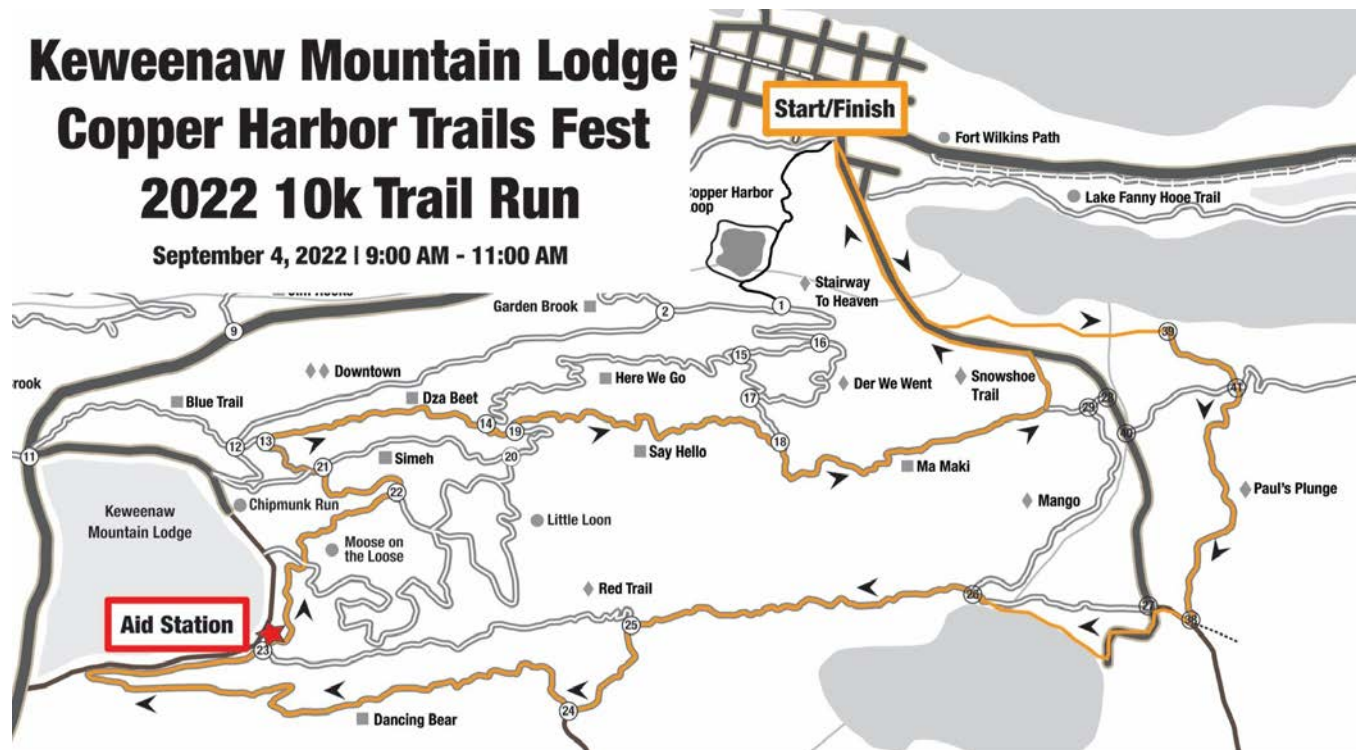 Keweenaw Mountain Lodge
Copper Harbor Trails Fest
2022 10k Trail Run
September 4, 2022 | 9:00 AM - 11:00 AM
Start/Finish
Fort Wilkins Path
Lake Fanny Hooe Trail
Stairway
To Heaven
Garden Brook
2
1
9
39
16
15
Downtown
Here We Go
Der We Went
Snowshoe
Trail
41
Blue Trail
Dza Beet
17
28
29
14
19
40
11
12
13
18
Simeh
20
Say Hello
21
Ma Maki
22
Mango
Paul's Plunge
Chipmunk Run
Keweenaw
Mountain Lodge
Little Loon
Moose on
the Loose
Red Trail
26
27
38
Aid Station
25
23
24
Dancing Bear